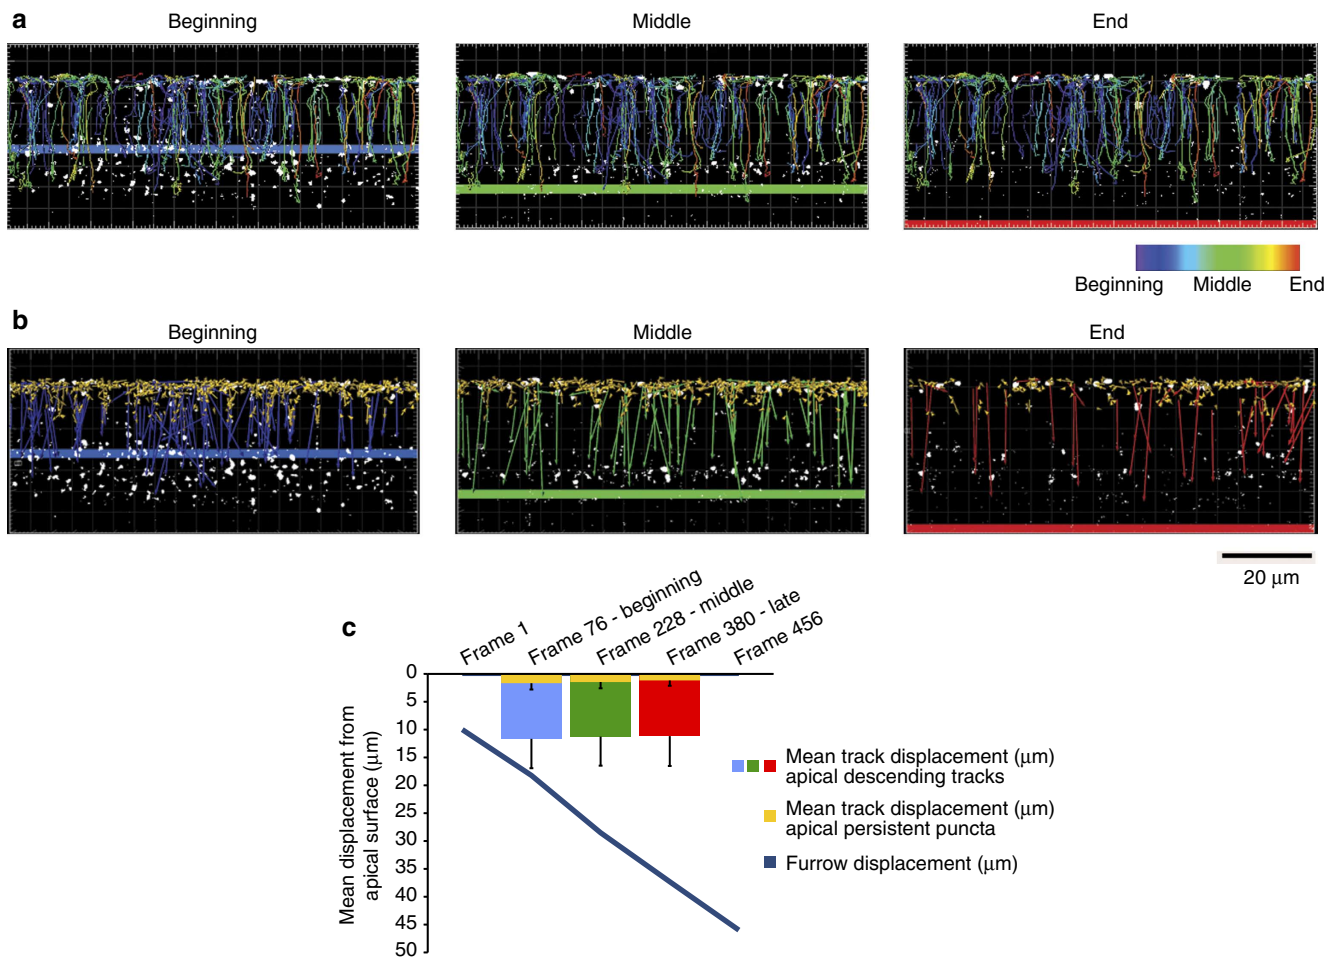 a
Beginning
Middle
End
Beginning
Middle
End
b
Beginning
Middle
End
20 μm
c
Frame 1
Frame 76 - beginning
Frame 228 - middle
Frame 380 - late
Frame 456
Mean displacement from
apical surface (μm)
0
5
10
15
20
25
30
35
40
45
50
Mean track displacement (μm)
apical descending tracks
Mean track displacement (μm)
apical persistent puncta
Furrow displacement (μm)